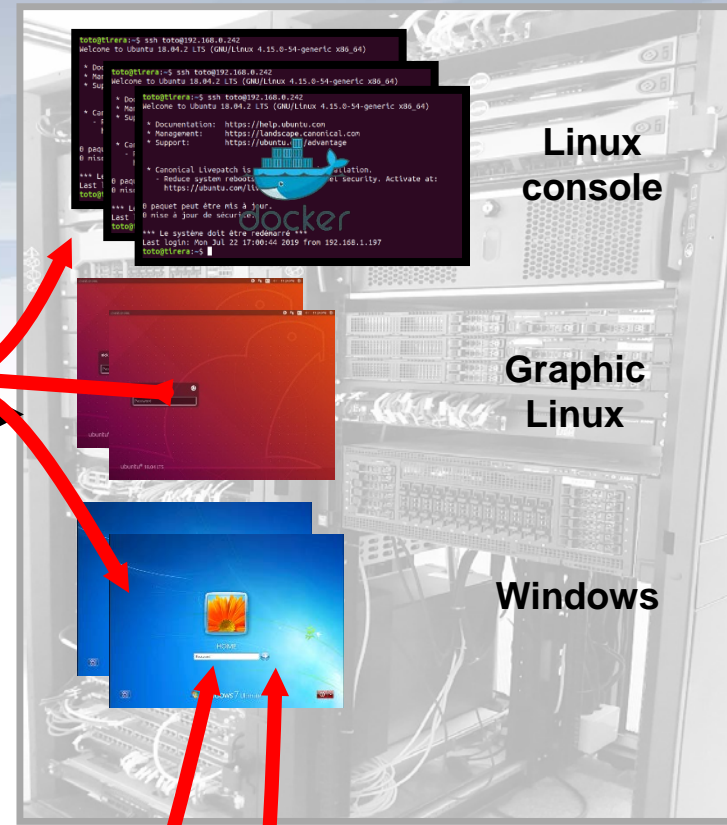 toto@tirera:~$ ssh toto@192.168.0.242
Welcome to Ubuntu 18.04.2 LTS (GNU/Linux 4.15.0-54-generic x86_64)
toto@tirera:~$ ssh toto@192.168.0.242
Welcome to Ubuntu 18.04.2 LTS (GNU/Linux 4.15.0-54-generic x86_64)
toto@tirera:~$ ssh toto@192.168.0.242
Welcome to Ubuntu 18.04.2 LTS (GNU/Linux 4.15.0-54-generic x86_64)
* Documentation: https://help.ubuntu.com
* Management: https://landscape.canonical.com
* Support: /advantage
* Canonical Livepatch is
- Reduce system reboots security. Activate at:
0 paquet peut être mis à jour.
0 mise à jour de sécurité.
*** Le système doit être redémarré ***
Last login: Mon Jul 22 17:00:44 2019 from 192.168.1.197
toto@tirera:~$
docker
Linux
console
Graphic
Linux
Password
ubuntu
Windows
HOME
Password